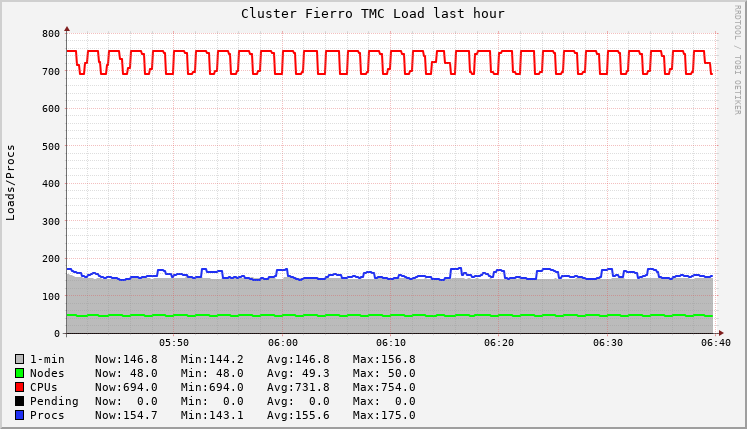 Cluster Fierro TMC Load last hour
RRDTOOL / TOBI OETIKER
Loads/Procs
800
700
600
500
400
300
200
100
0
05:50 06:00 06:10 06:20 06:30 06:40
1-min Now:146.8 Min:144.2 Avg:146.8 Max:156.8
Nodes Now: 48.0 Min: 48.0 Avg: 49.3 Max: 50.0
CPUs Now:694.0 Min:694.0 Avg:731.8 Max:754.0
Pending Now: 0.0 Min: 0.0 Avg: 0.0 Max: 0.0
Procs Now:154.7 Min:143.1 Avg:155.6 Max:175.0